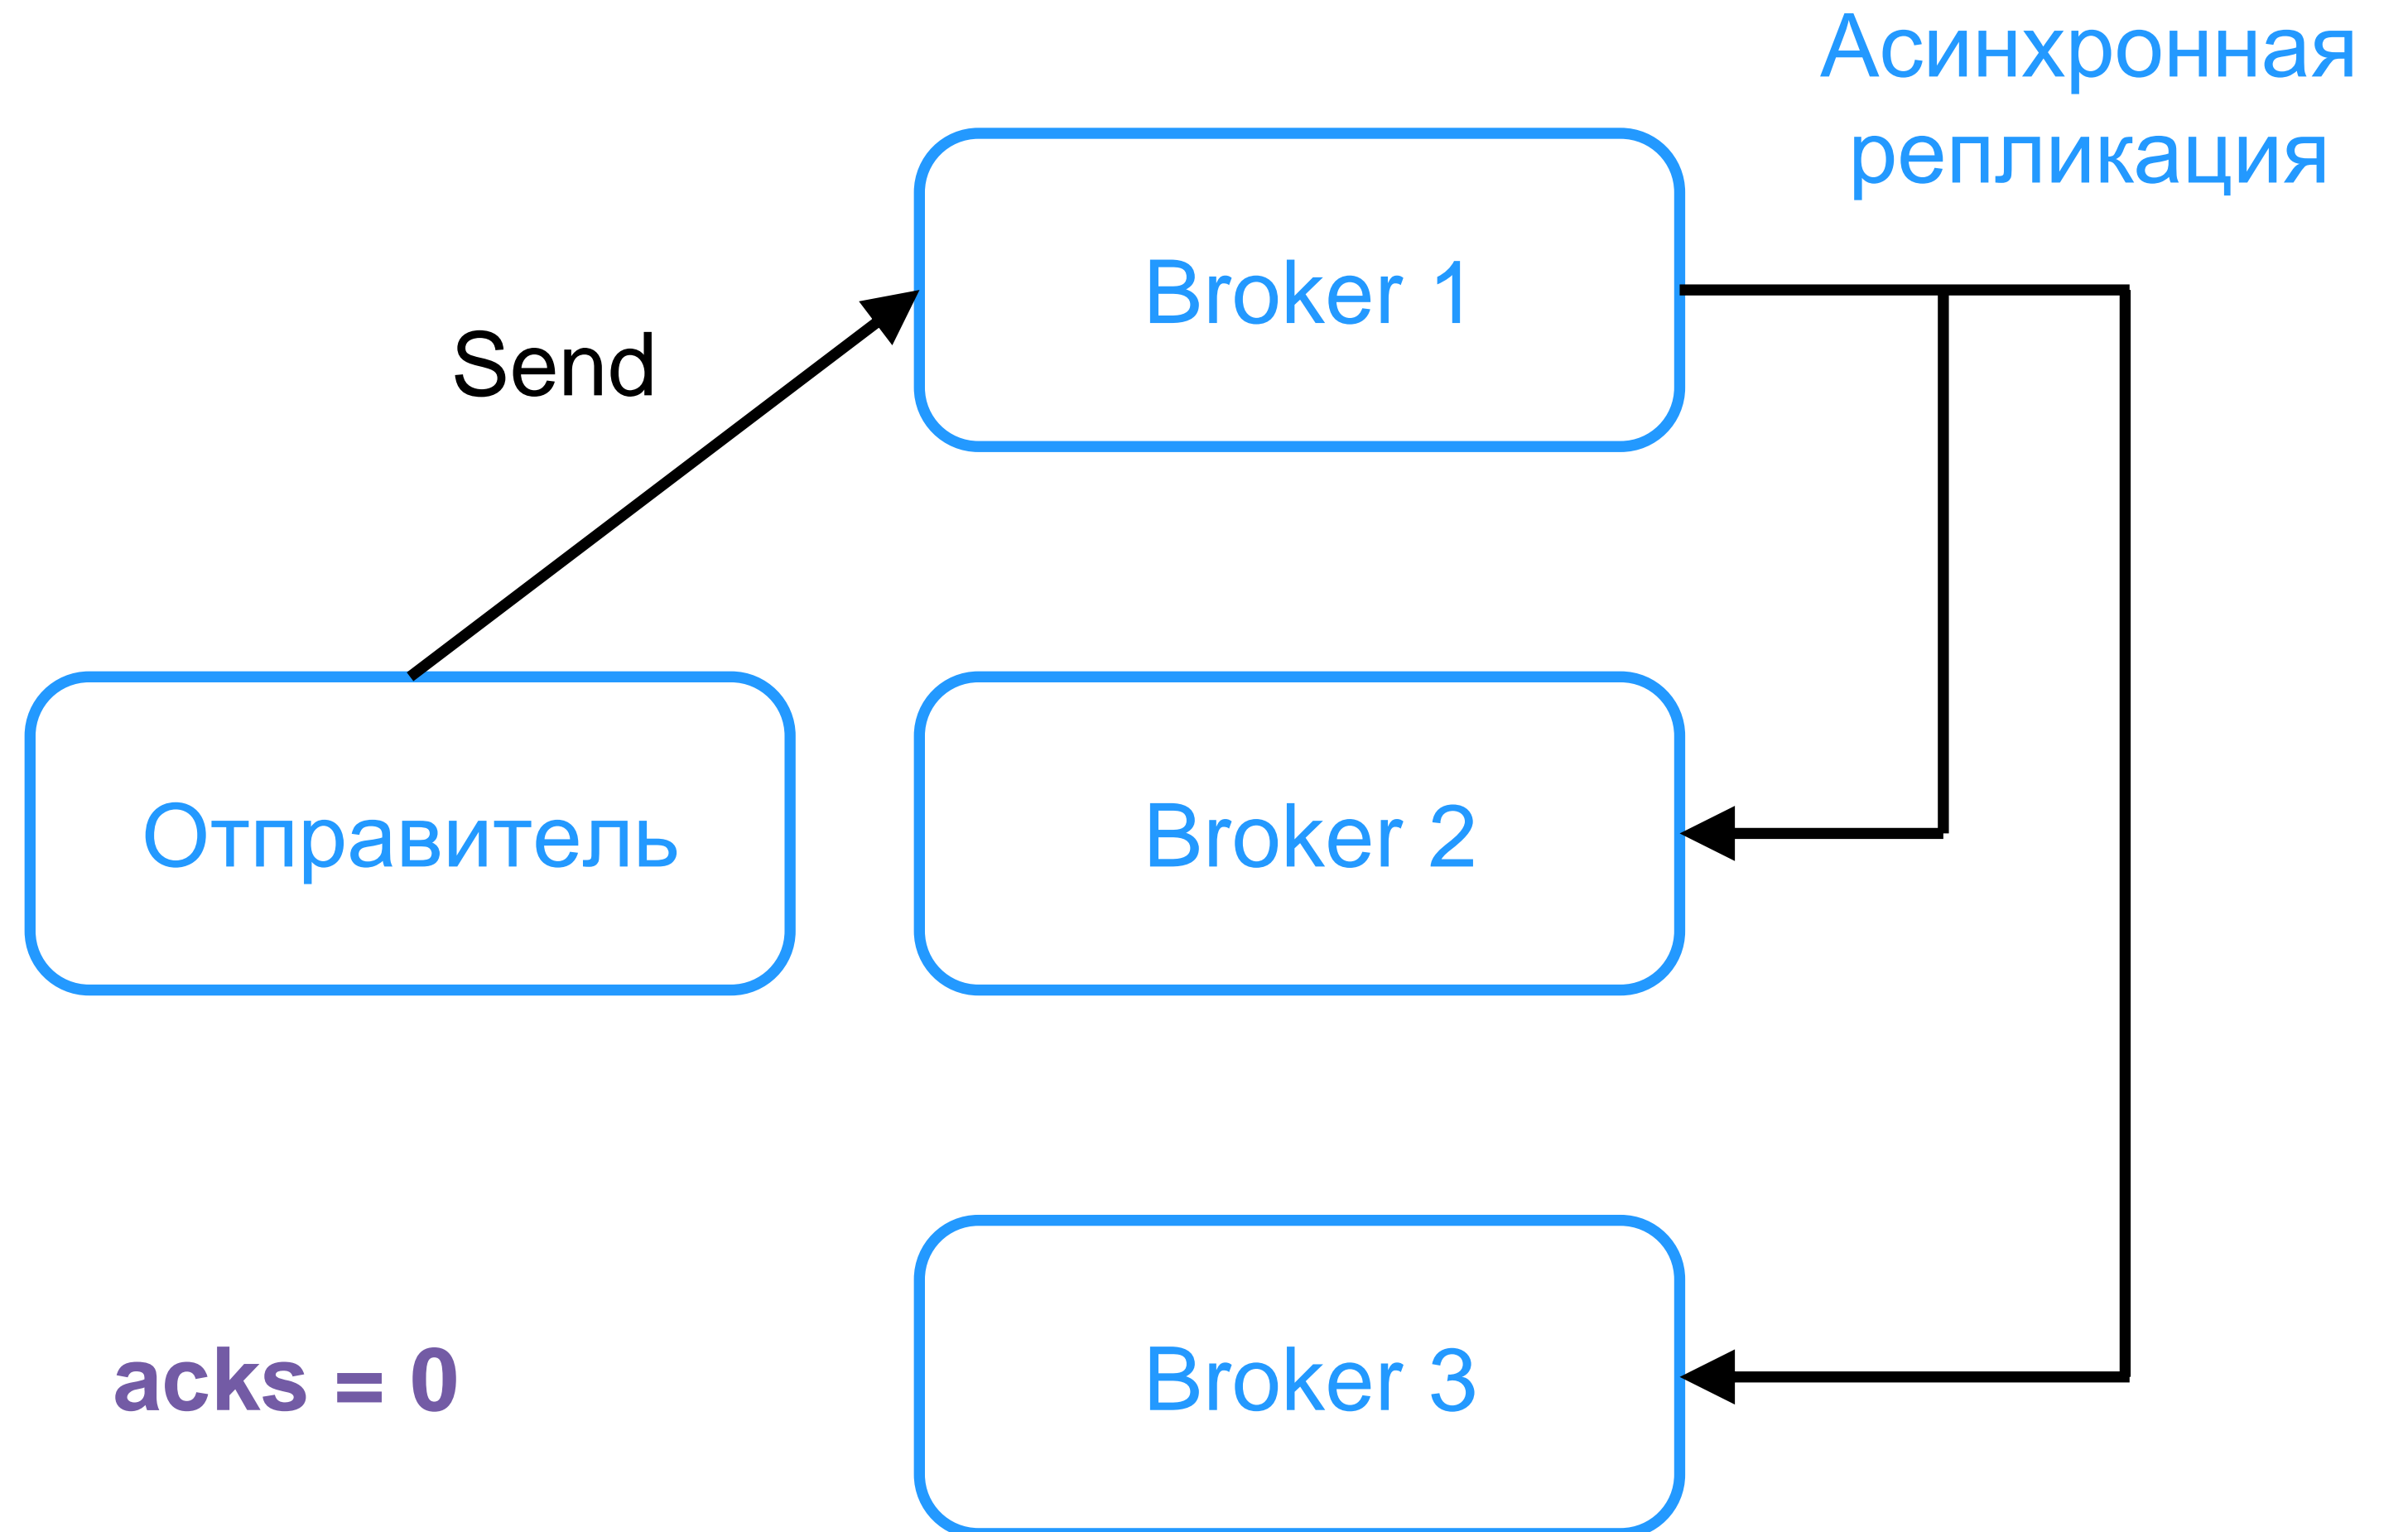 Асинхронная
репликация
Broker 1
Send
Отправитель
Broker 2
acks = 0
Broker 3